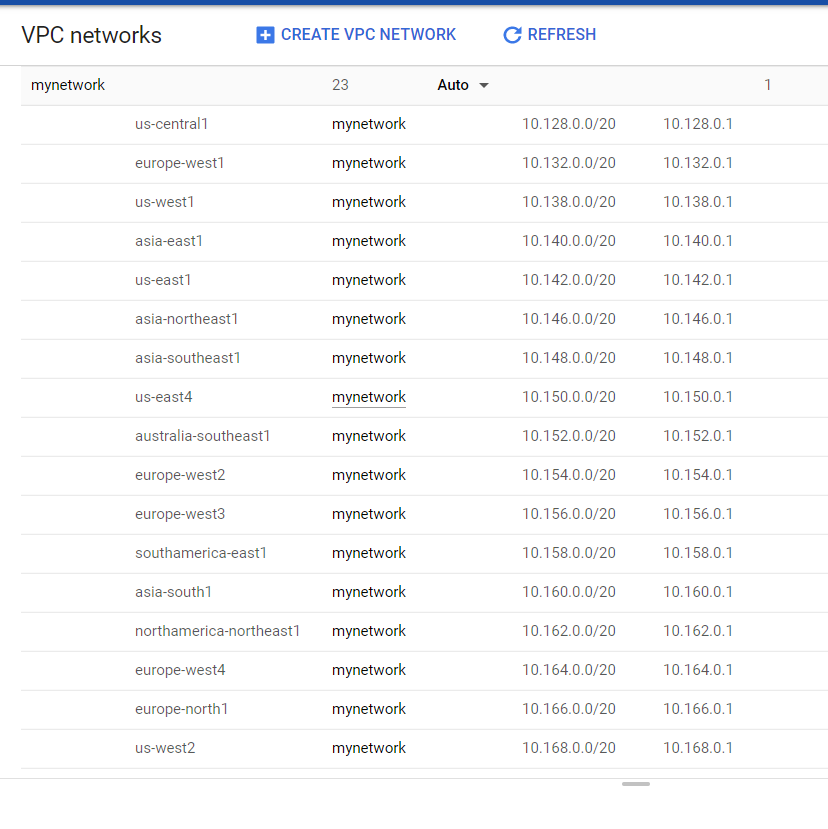 VPC networks CREATE VPC NETWORK REFRESH
mynetwork 23 Auto 1
us-central1 mynetwork 10.128.0.0/20 10.128.0.1
europe-west1 mynetwork 10.132.0.0/20 10.132.0.1
us-west1 mynetwork 10.138.0.0/20 10.138.0.1
asia-east1 mynetwork 10.140.0.0/20 10.140.0.1
us-east1 mynetwork 10.142.0.0/20 10.142.0.1
asia-northeast1 mynetwork 10.146.0.0/20 10.146.0.1
asia-southeast1 mynetwork 10.148.0.0/20 10.148.0.1
us-east4 mynetwork 10.150.0.0/20 10.150.0.1
australia-southeast1 mynetwork 10.152.0.0/20 10.152.0.1
europe-west2 mynetwork 10.154.0.0/20 10.154.0.1
europe-west3 mynetwork 10.156.0.0/20 10.156.0.1
southamerica-east1 mynetwork 10.158.0.0/20 10.158.0.1
asia-south1 mynetwork 10.160.0.0/20 10.160.0.1
northamerica-northeast1 mynetwork 10.162.0.0/20 10.162.0.1
europe-west4 mynetwork 10.164.0.0/20 10.164.0.1
europe-north1 mynetwork 10.166.0.0/20 10.166.0.1
us-west2 mynetwork 10.168.0.0/20 10.168.0.1